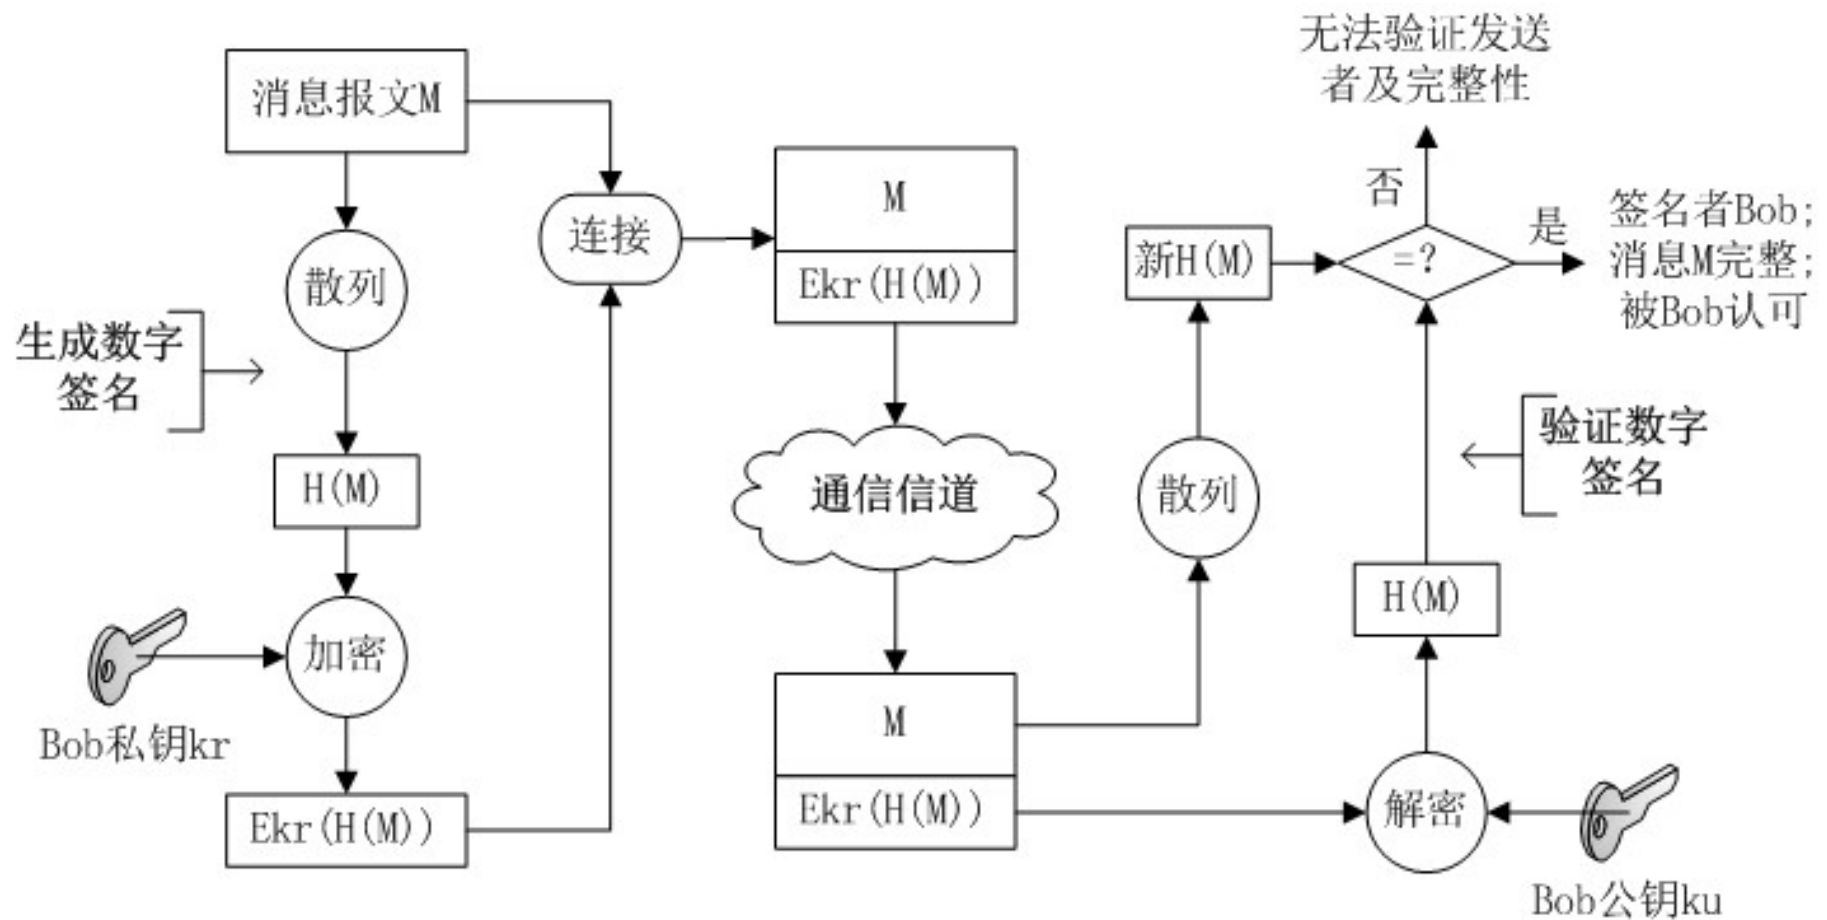 消息报文M
散列
生成数字
签名
H(M)
加密
Bob私钥kr
Ekr(H(M))
连接
M
Ekr(H(M))
通信信道
M
Ekr(H(M))
散列
新H(M)
=?
否
无法验证发送
者及完整性
是
签名者Bob;
消息M完整;
被Bob认可
验证数字
签名
H(M)
解密
Bob公钥ku